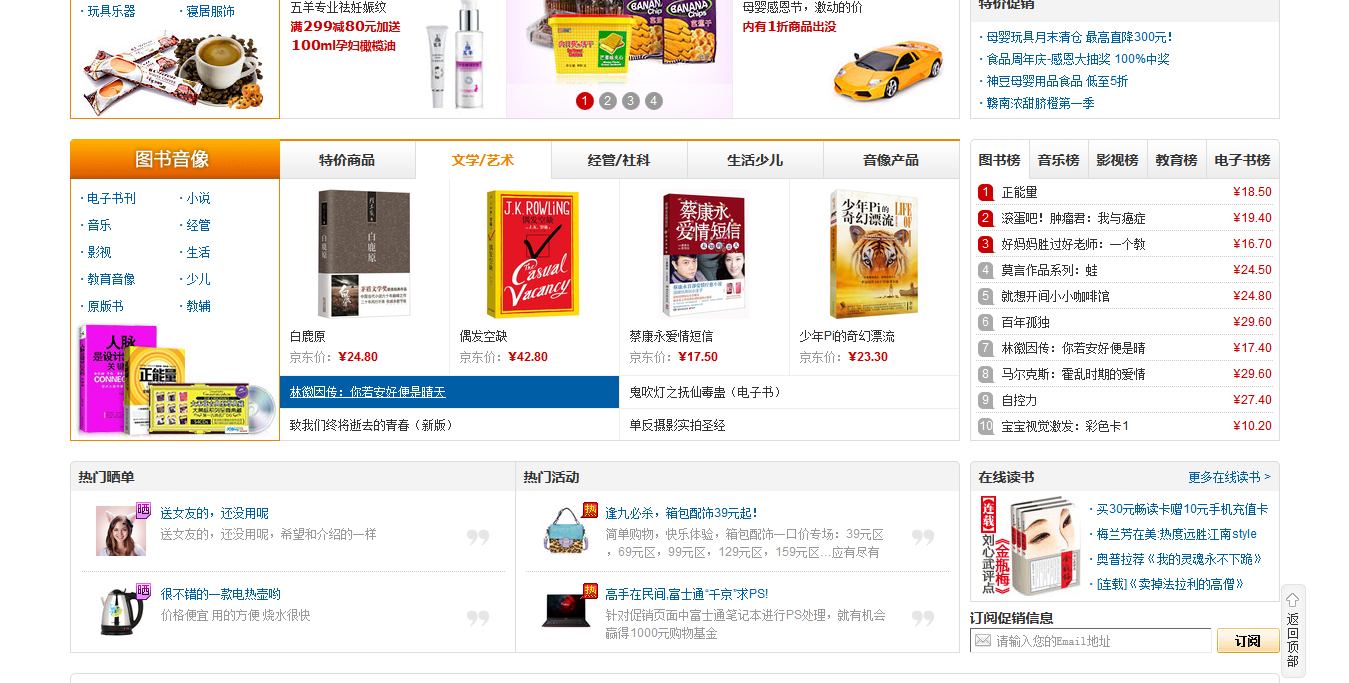 · 玩具乐器
· 寝居服饰
五羊专业祛妊娠纹
满299减80元加送
100ml孕妇橄榄油
BANANA Chips
MANGO Chips
1
2
3
4
母婴感恩节，激动的价
内有1折商品出没
特价促销
· 母婴玩具月末清仓 最高直降300元！
· 食品周年庆-感恩大抽奖 100%中奖
· 神豆母婴用品食品 低至5折
· 赣南浓甜脐橙第一季
图书音像
· 电子书刊
· 小说
· 音乐
· 经管
· 影视
· 生活
· 教育音像
· 少儿
· 原版书
· 教辅
人脉
是设计
关键
CONNEC
正能量
特价商品
文学/艺术
经管/社科
生活少儿
音像产品
白鹿原
茅盾文学奖
白鹿原
京东价：¥24.80
J.K.ROWLING
偶发空缺
The Casual Vacancy
偶发空缺
京东价：¥42.80
蔡康永
爱情短信
蔡康永爱情短信
京东价：¥17.50
少年Pi的
奇幻漂流
LIFE OF PI
少年Pi的奇幻漂流
京东价：¥23.30
林徽因传：你若安好便是晴天
鬼吹灯之抚仙毒蛊（电子书）
致我们终将逝去的青春（新版）
单反摄影实拍圣经
图书榜
音乐榜
影视榜
教育榜
电子书榜
1 正能量 ¥18.50
2 滚蛋吧！肿瘤君：我与癌症 ¥19.40
3 好妈妈胜过好老师：一个教 ¥16.70
4 莫言作品系列：蛙 ¥24.50
5 就想开间小小咖啡馆 ¥24.80
6 百年孤独 ¥29.60
7 林徽因传：你若安好便是晴 ¥17.40
8 马尔克斯：霍乱时期的爱情 ¥29.60
9 自控力 ¥27.40
10 宝宝视觉激发：彩色卡1 ¥10.20
热门晒单
晒
送女友的，还没用呢
送女友的，还没用呢，希望和介绍的一样
晒
很不错的一款电热壶哟
价格便宜 用的方便 烧水很快
热门活动
热
逢九必杀，箱包配饰39元起！
简单购物，快乐体验，箱包配饰一口价专场：39元区
，69元区，99元区，129元区，159元区...应有尽有
热
高手在民间,富士通“千京”求PS!
针对促销页面中富士通笔记本进行PS处理，就有机会
赢得1000元购物基金
在线读书
更多在线读书 >
【连载】
刘心武评点
《金瓶梅》
· 买30元畅读卡赠10元手机充值卡
· 梅兰芳在美:热度远胜江南style
· 奥普拉荐《我的灵魂永不下跪》
· [连载]《卖掉法拉利的高僧》
订阅促销信息
请输入您的Email地址
订阅
返回顶部